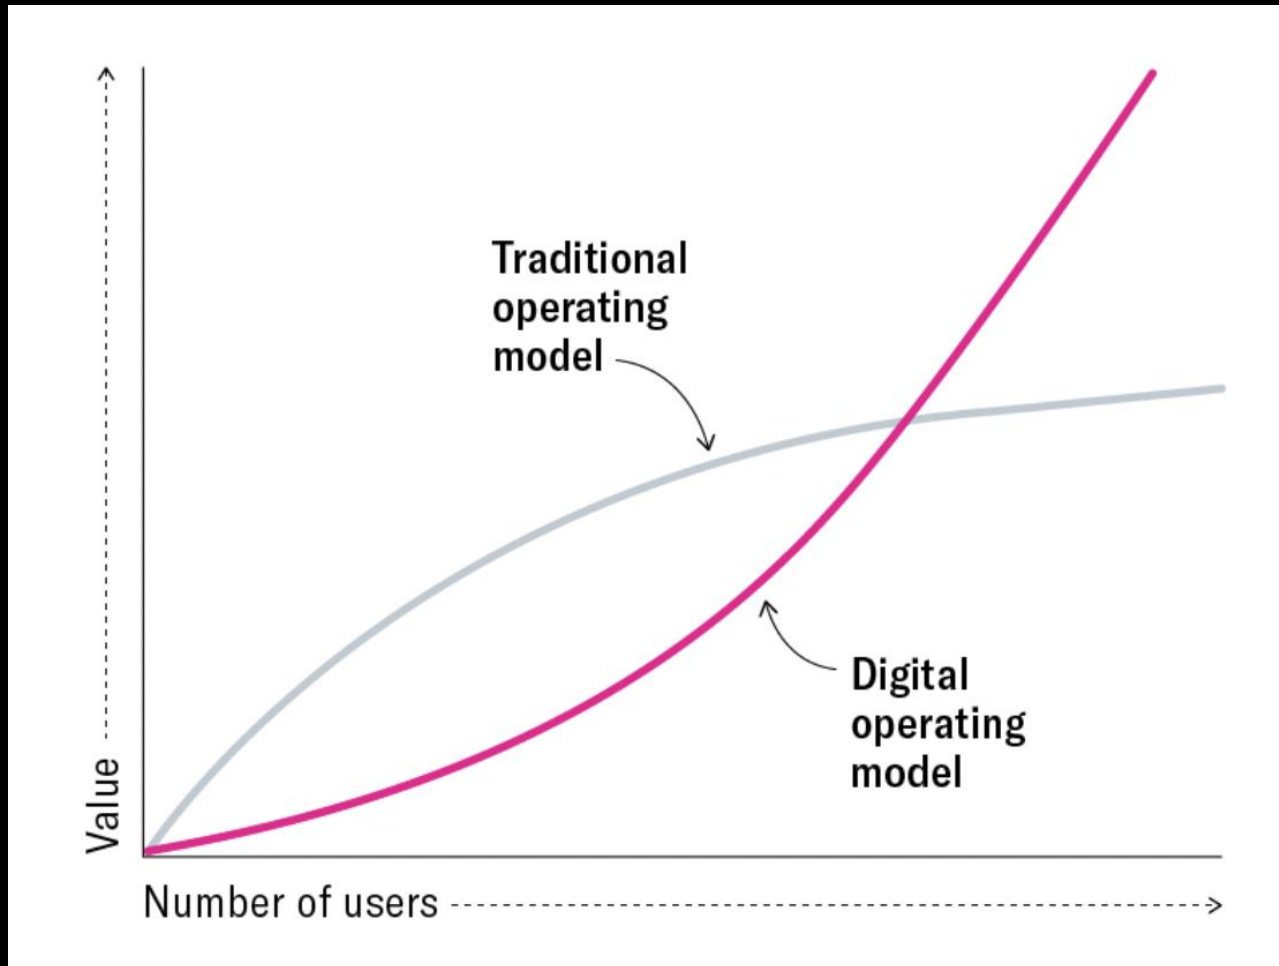 Traditional
operating
model
Digital
operating
model
Value
Number of users